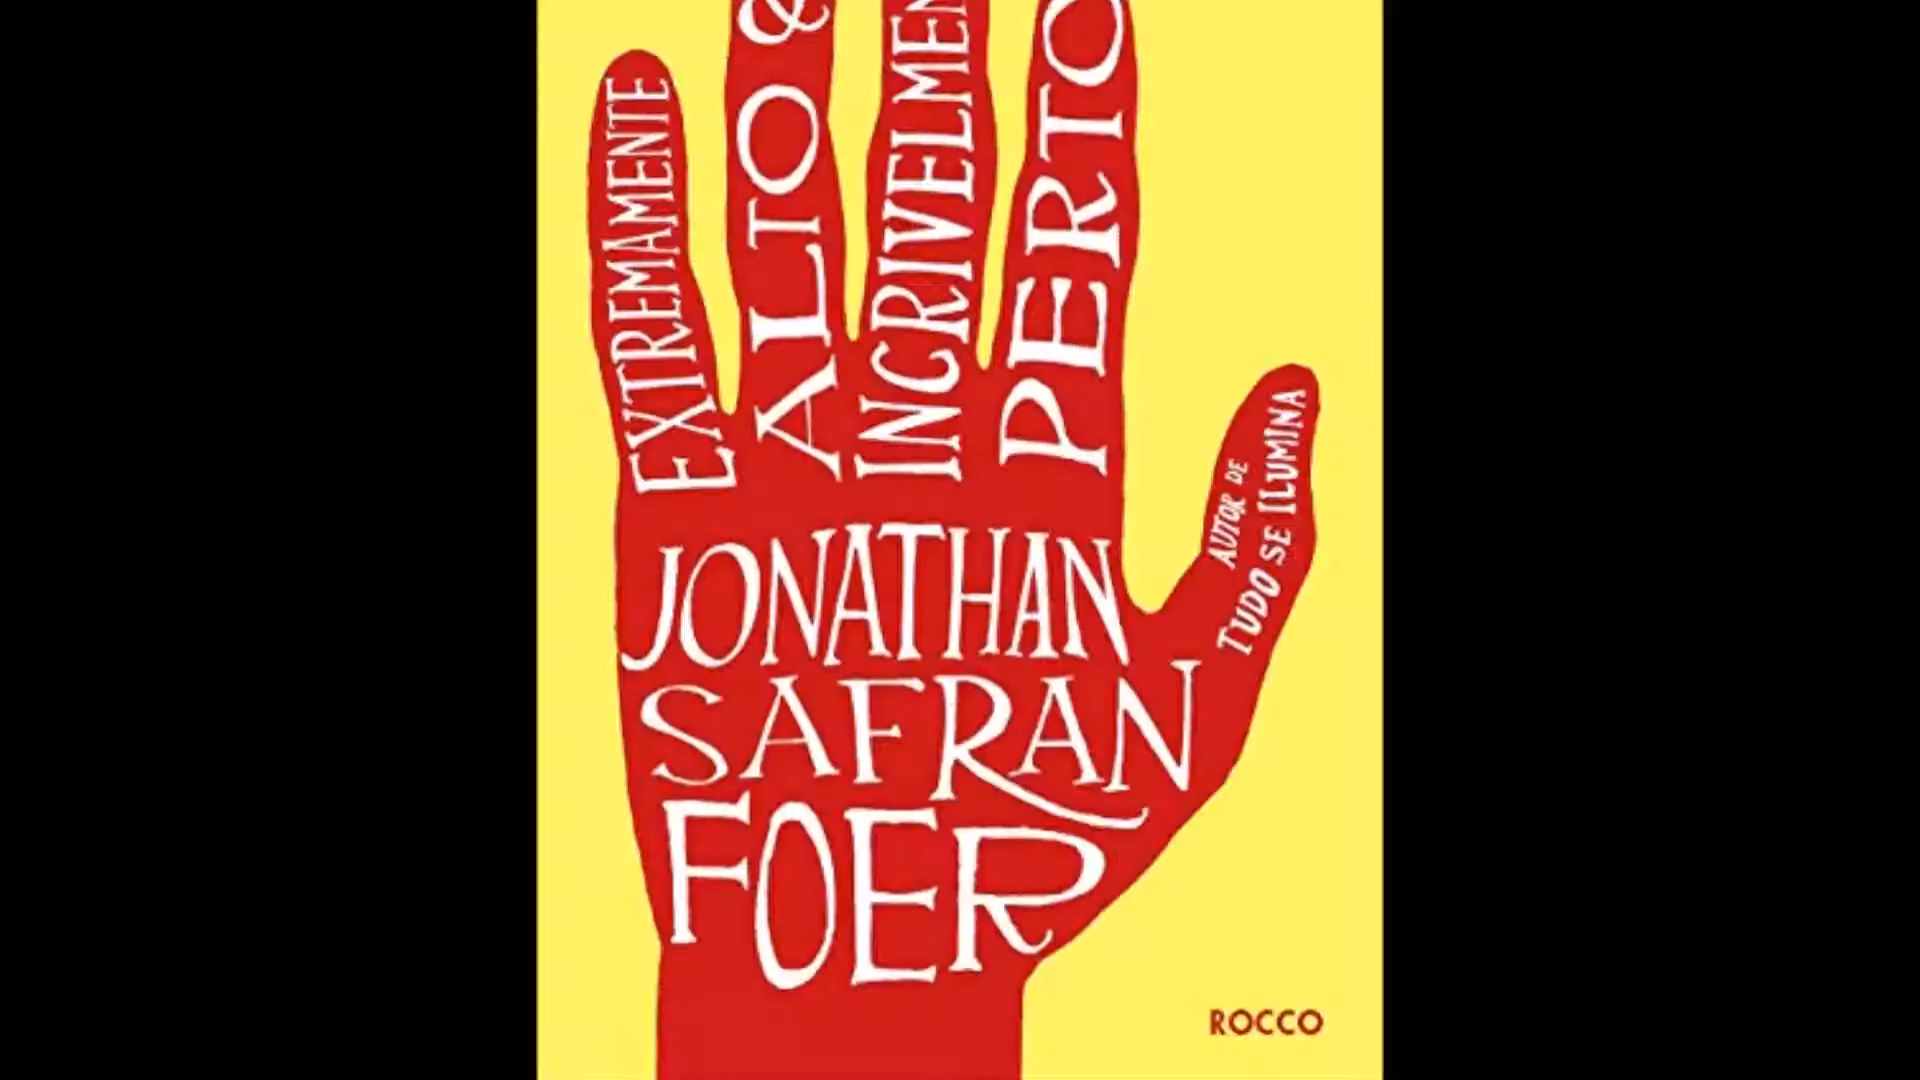 EXTREMAMENTE
ALTO &
INCRIVELMEN
PERTO
AUTOR DE
TUDO SE ILUMINA
JONATHAN
SAFRAN
FOER
ROCCO